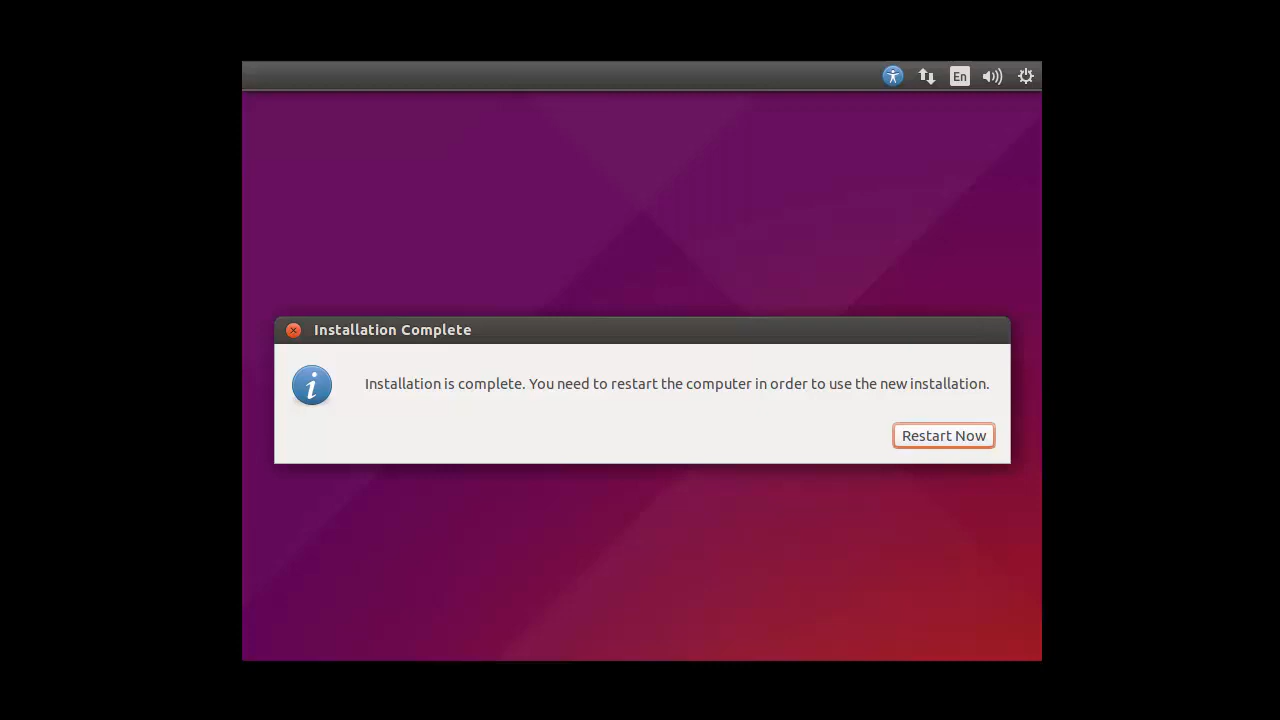 En
Installation Complete
Installation is complete. You need to restart the computer in order to use the new installation.
Restart Now